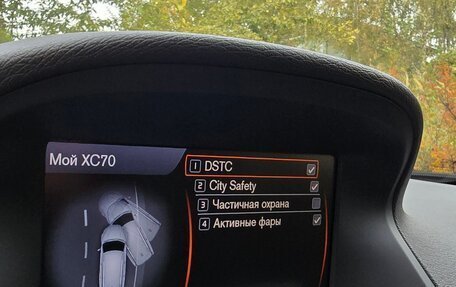 Мой XC70
1 DSTC
2 City Safety
3 Частичная охрана
4 Активные фары